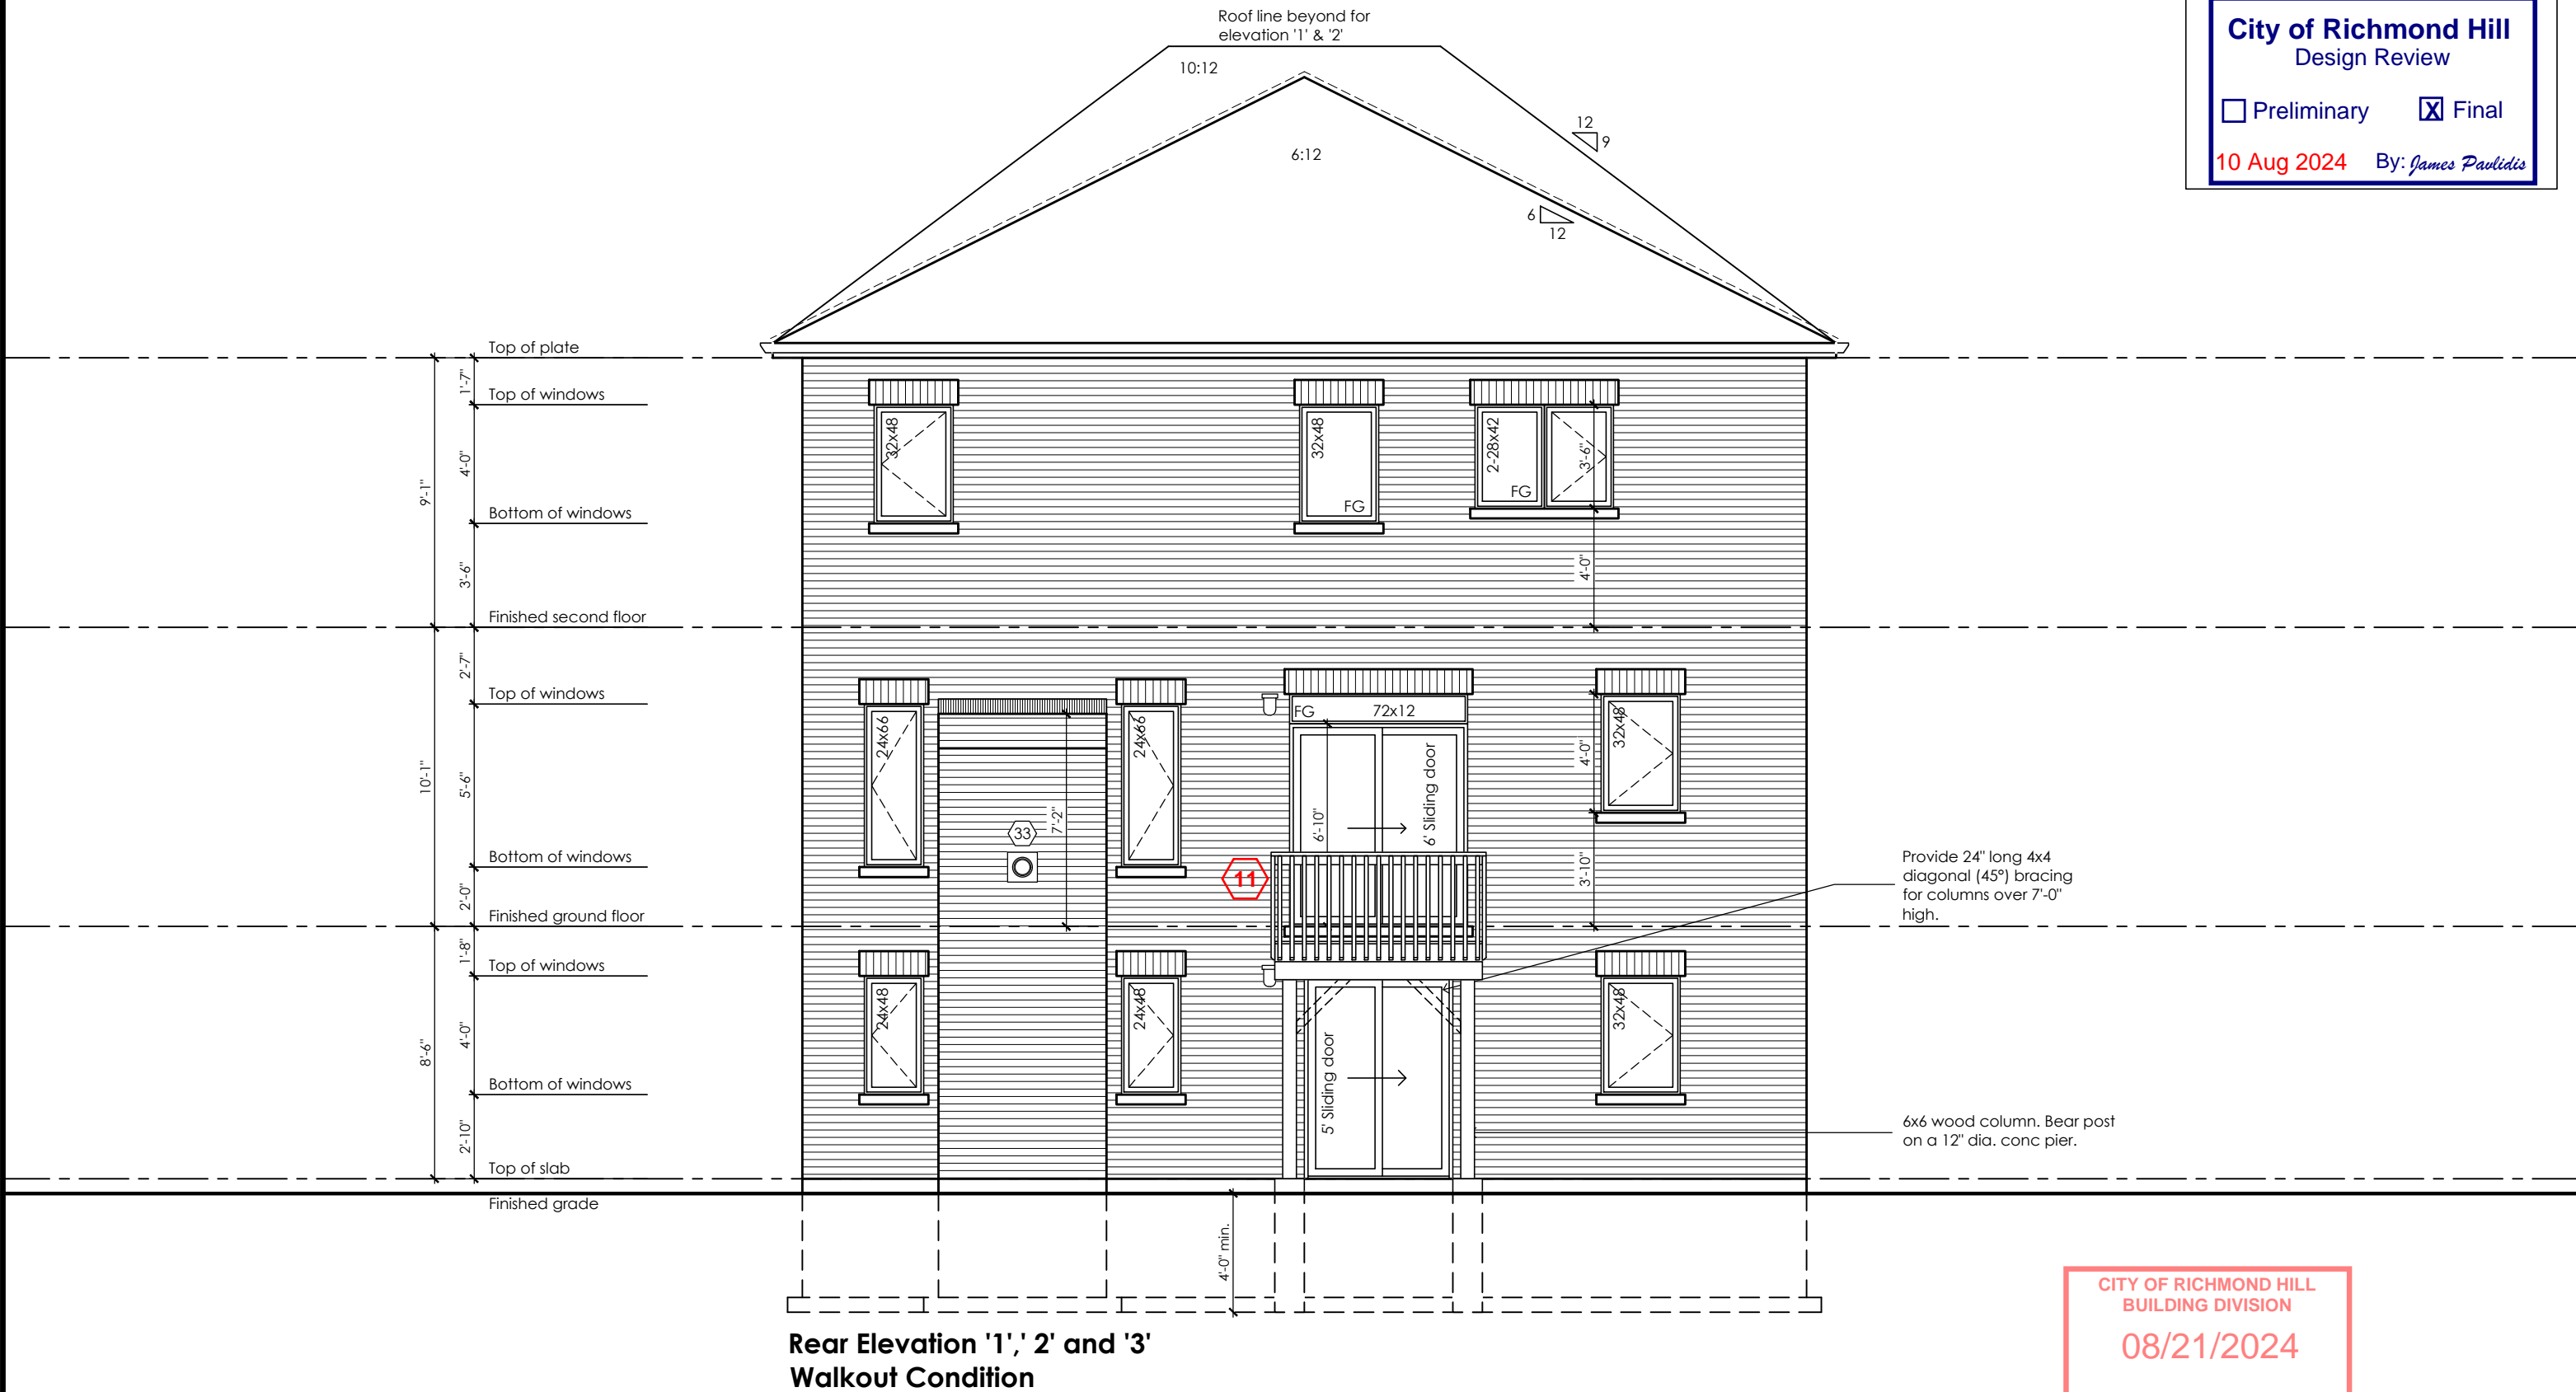 Roof line beyond for
elevation '1' & '2'
City of Richmond Hill
Design Review
Preliminary
X Final
10 Aug 2024 By: James Pavlidis
10:12
12
9
6:12
6
12
Top of plate
1'-7"
Top of windows
4'-0"
9'-1"
Bottom of windows
3'-6"
Finished second floor
32x48
32x48
FG
2-28x42
FG
3'-6"
4'-0"
2'-7"
Top of windows
10'-1"
5'-6"
Bottom of windows
2'-0"
Finished ground floor
24x66
33
7'-2"
24x66
FG 72x12
6'-10"
6' Sliding door
11
4'-0"
32x48
3'-10"
Provide 24" long 4x4
diagonal (45°) bracing
for columns over 7'-0"
high.
1'-8"
Top of windows
4'-0"
8'-6"
Bottom of windows
2'-10"
Top of slab
Finished grade
24x48
24x48
5' Sliding door
32x48
6x6 wood column. Bear post
on a 12" dia. conc pier.
4'-0" min.
Rear Elevation '1',' 2' and '3'
Walkout Condition
CITY OF RICHMOND HILL
BUILDING DIVISION
08/21/2024